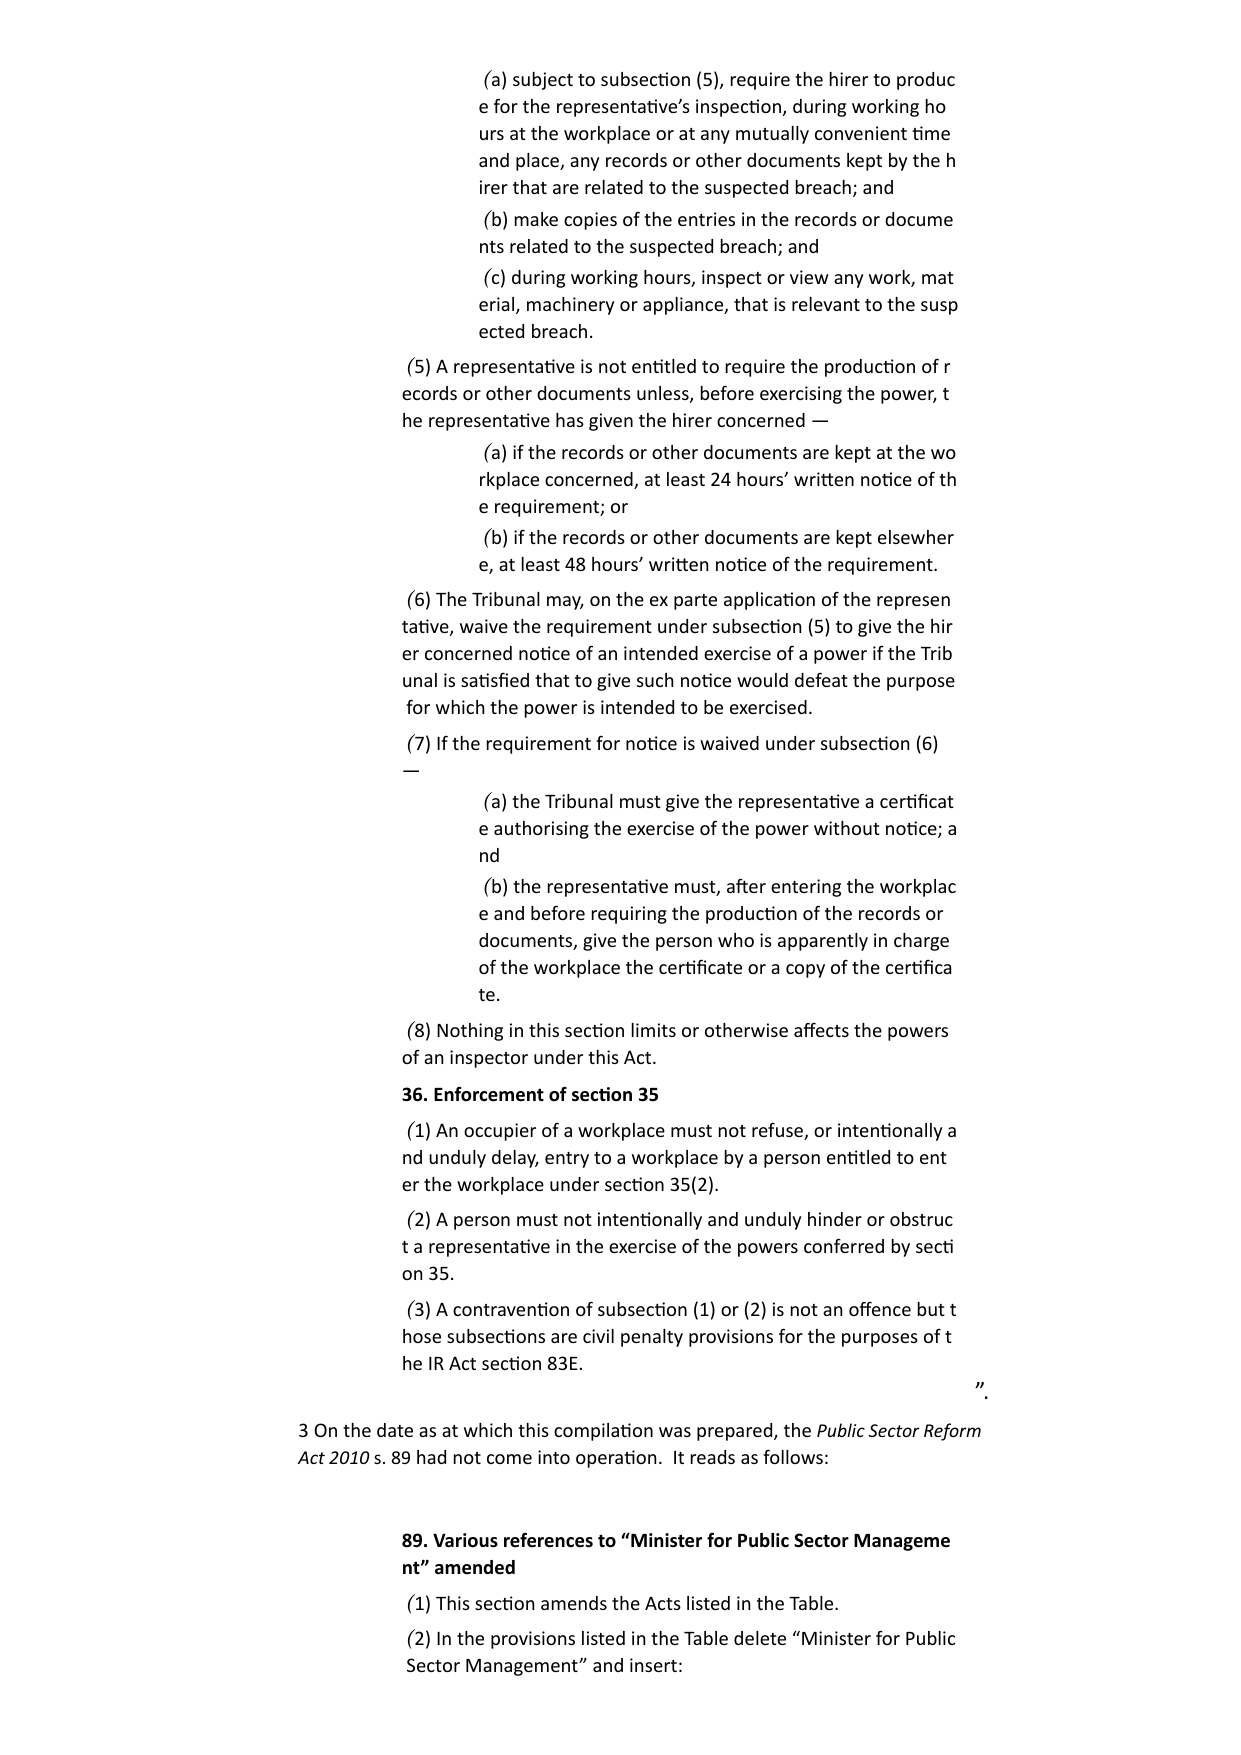 (a) subject to subsection (5), require the hirer to produc
e for the representative’s inspection, during working ho
urs at the workplace or at any mutually convenient time
and place, any records or other documents kept by the h
irer that are related to the suspected breach; and
(b) make copies of the entries in the records or docume
nts related to the suspected breach; and
(c) during working hours, inspect or view any work, mat
erial, machinery or appliance, that is relevant to the susp
ected breach.
(5) A representative is not entitled to require the production of r
ecords or other documents unless, before exercising the power, t
he representative has given the hirer concerned —
(a) if the records or other documents are kept at the wo
rkplace concerned, at least 24 hours’ written notice of th
e requirement; or
(b) if the records or other documents are kept elsewher
e, at least 48 hours’ written notice of the requirement.
(6) The Tribunal may, on the ex parte application of the represen
tative, waive the requirement under subsection (5) to give the hir
er concerned notice of an intended exercise of a power if the Trib
unal is satisfied that to give such notice would defeat the purpose
for which the power is intended to be exercised.
(7) If the requirement for notice is waived under subsection (6)
—
(a) the Tribunal must give the representative a certificat
e authorising the exercise of the power without notice; a
nd
(b) the representative must, after entering the workplac
e and before requiring the production of the records or
documents, give the person who is apparently in charge
of the workplace the certificate or a copy of the certifica
te.
(8) Nothing in this section limits or otherwise affects the powers
of an inspector under this Act.
36. Enforcement of section 35
(1) An occupier of a workplace must not refuse, or intentionally a
nd unduly delay, entry to a workplace by a person entitled to ent
er the workplace under section 35(2).
(2) A person must not intentionally and unduly hinder or obstruc
t a representative in the exercise of the powers conferred by secti
on 35.
(3) A contravention of subsection (1) or (2) is not an offence but t
hose subsections are civil penalty provisions for the purposes of t
he IR Act section 83E.
”.
3 On the date as at which this compilation was prepared, the Public Sector Reform
Act 2010 s. 89 had not come into operation.  It reads as follows:
89. Various references to “Minister for Public Sector Manageme
nt” amended
(1) This section amends the Acts listed in the Table.
(2) In the provisions listed in the Table delete “Minister for Public
Sector Management” and insert: